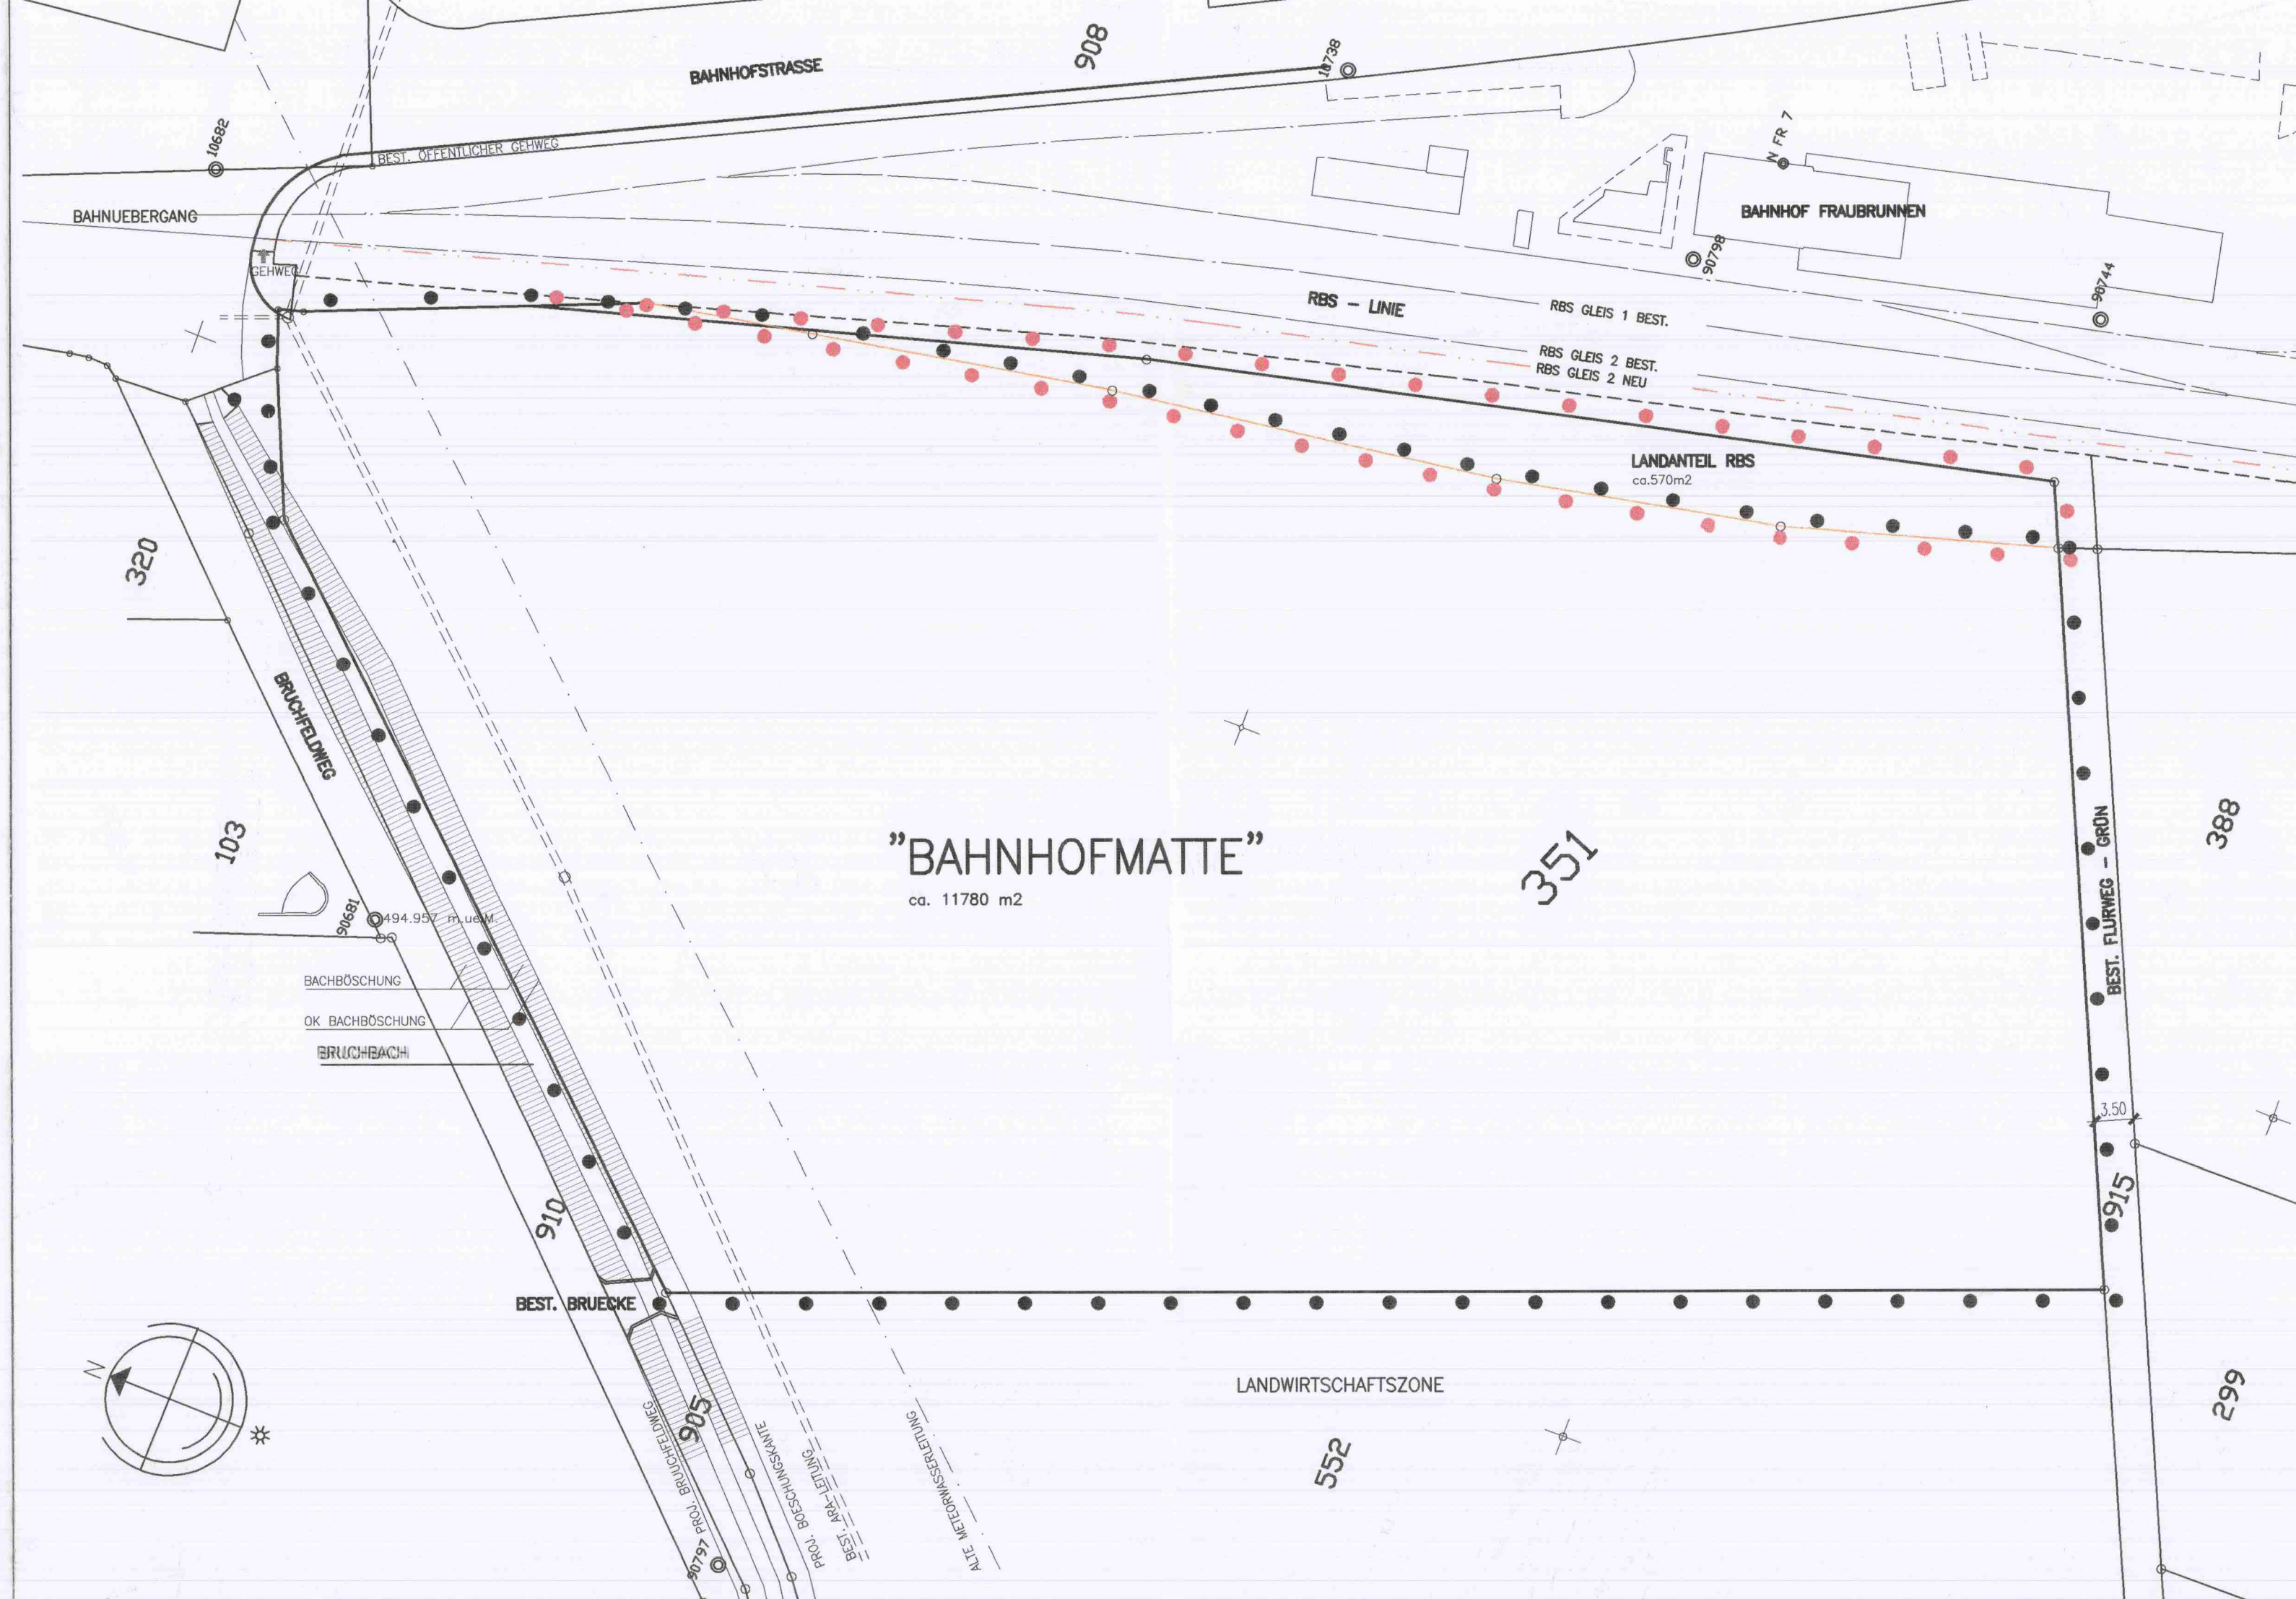 908
10738
BAHNHOFSTRASSE
10682
BEST. ÖFFENTLICHER GEHWEG
N FR 7
BAHNUEBERGANG
BAHNHOF FRAUBRUNNEN
90798
GEHWEG
90744
RBS - LINIE
RBS GLEIS 1 BEST.
RBS GLEIS 2 BEST.
RBS GLEIS 2 NEU
LANDANTEIL RBS
ca.570m2
320
BRUCHFELDWEG
103
"BAHNHOFMATTE"
ca. 11780 m2
351
388
BEST. FLURWEG - GRÜN
90681
494.957 m.ueM.
BACHBÖSCHUNG
OK BACHBÖSCHUNG
BRUCHBACH
3.50
915
910
BEST. BRUECKE
N
LANDWIRTSCHAFTSZONE
299
905
552
90797
PROJ. BRUCHFELDWEG
PROJ. BOESCHUNGSKANTE
BEST. ARA-LEITUNG
ALTE METEORWASSERLEITUNG